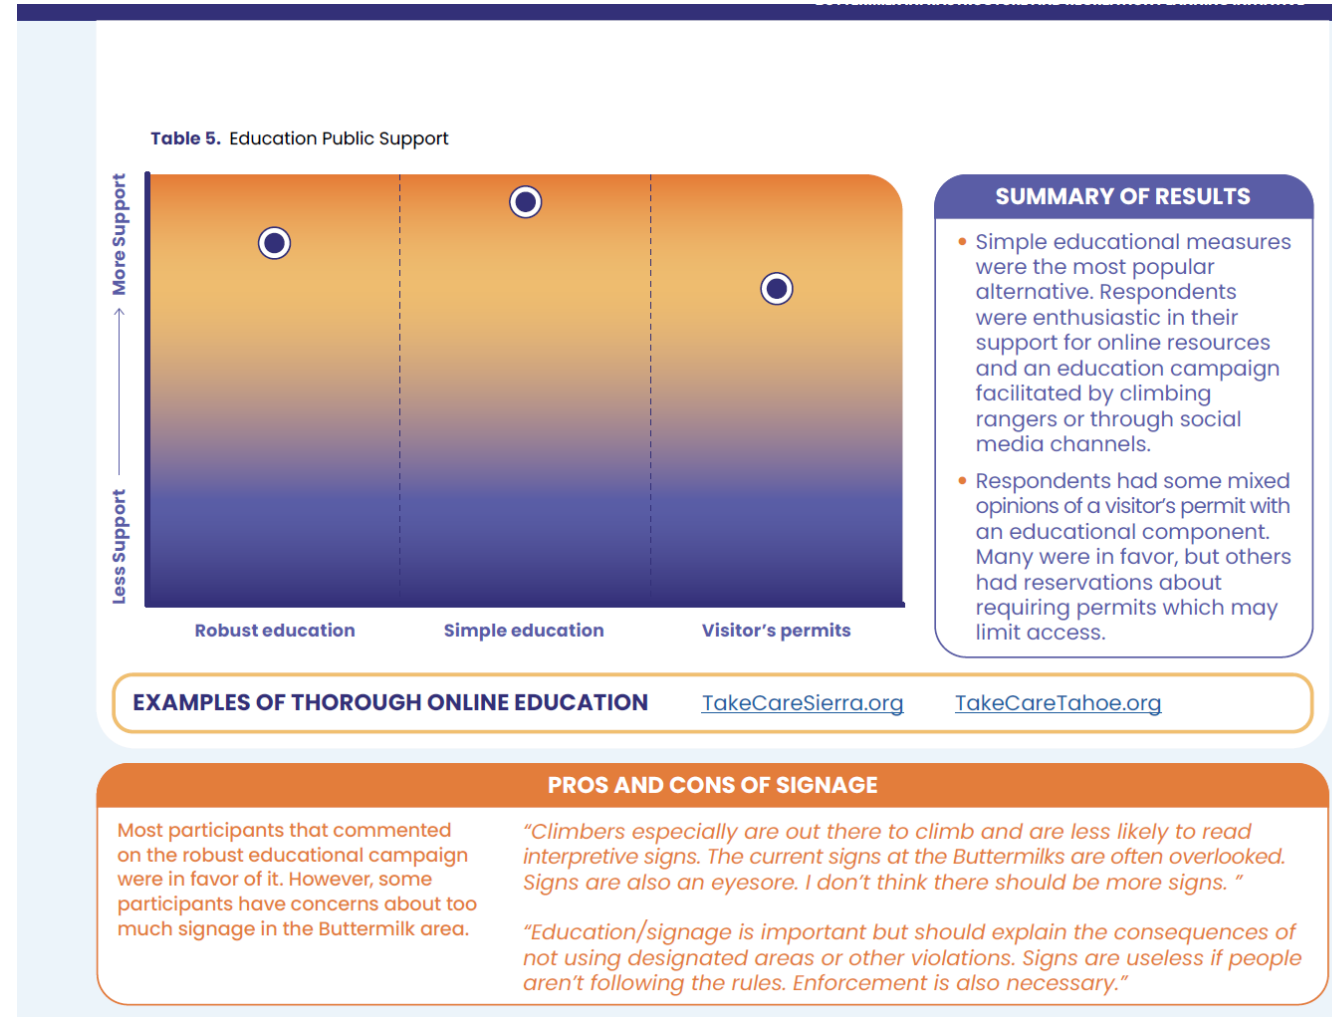 Table 5. Education Public Support
More Support
Less Support
Robust education
Simple education
Visitor’s permits
SUMMARY OF RESULTS
• Simple educational measures
were the most popular
alternative. Respondents
were enthusiastic in their
support for online resources
and an education campaign
facilitated by climbing
rangers or through social
media channels.
• Respondents had some mixed
opinions of a visitor’s permit with
an educational component.
Many were in favor, but others
had reservations about
requiring permits which may
limit access.
EXAMPLES OF THOROUGH ONLINE EDUCATION TakeCareSierra.org TakeCareTahoe.org
PROS AND CONS OF SIGNAGE
Most participants that commented
on the robust educational campaign
were in favor of it. However, some
participants have concerns about too
much signage in the Buttermilk area.
“Climbers especially are out there to climb and are less likely to read
interpretive signs. The current signs at the Buttermilks are often overlooked.
Signs are also an eyesore. I don’t think there should be more signs. ”
“Education/signage is important but should explain the consequences of
not using designated areas or other violations. Signs are useless if people
aren’t following the rules. Enforcement is also necessary.”